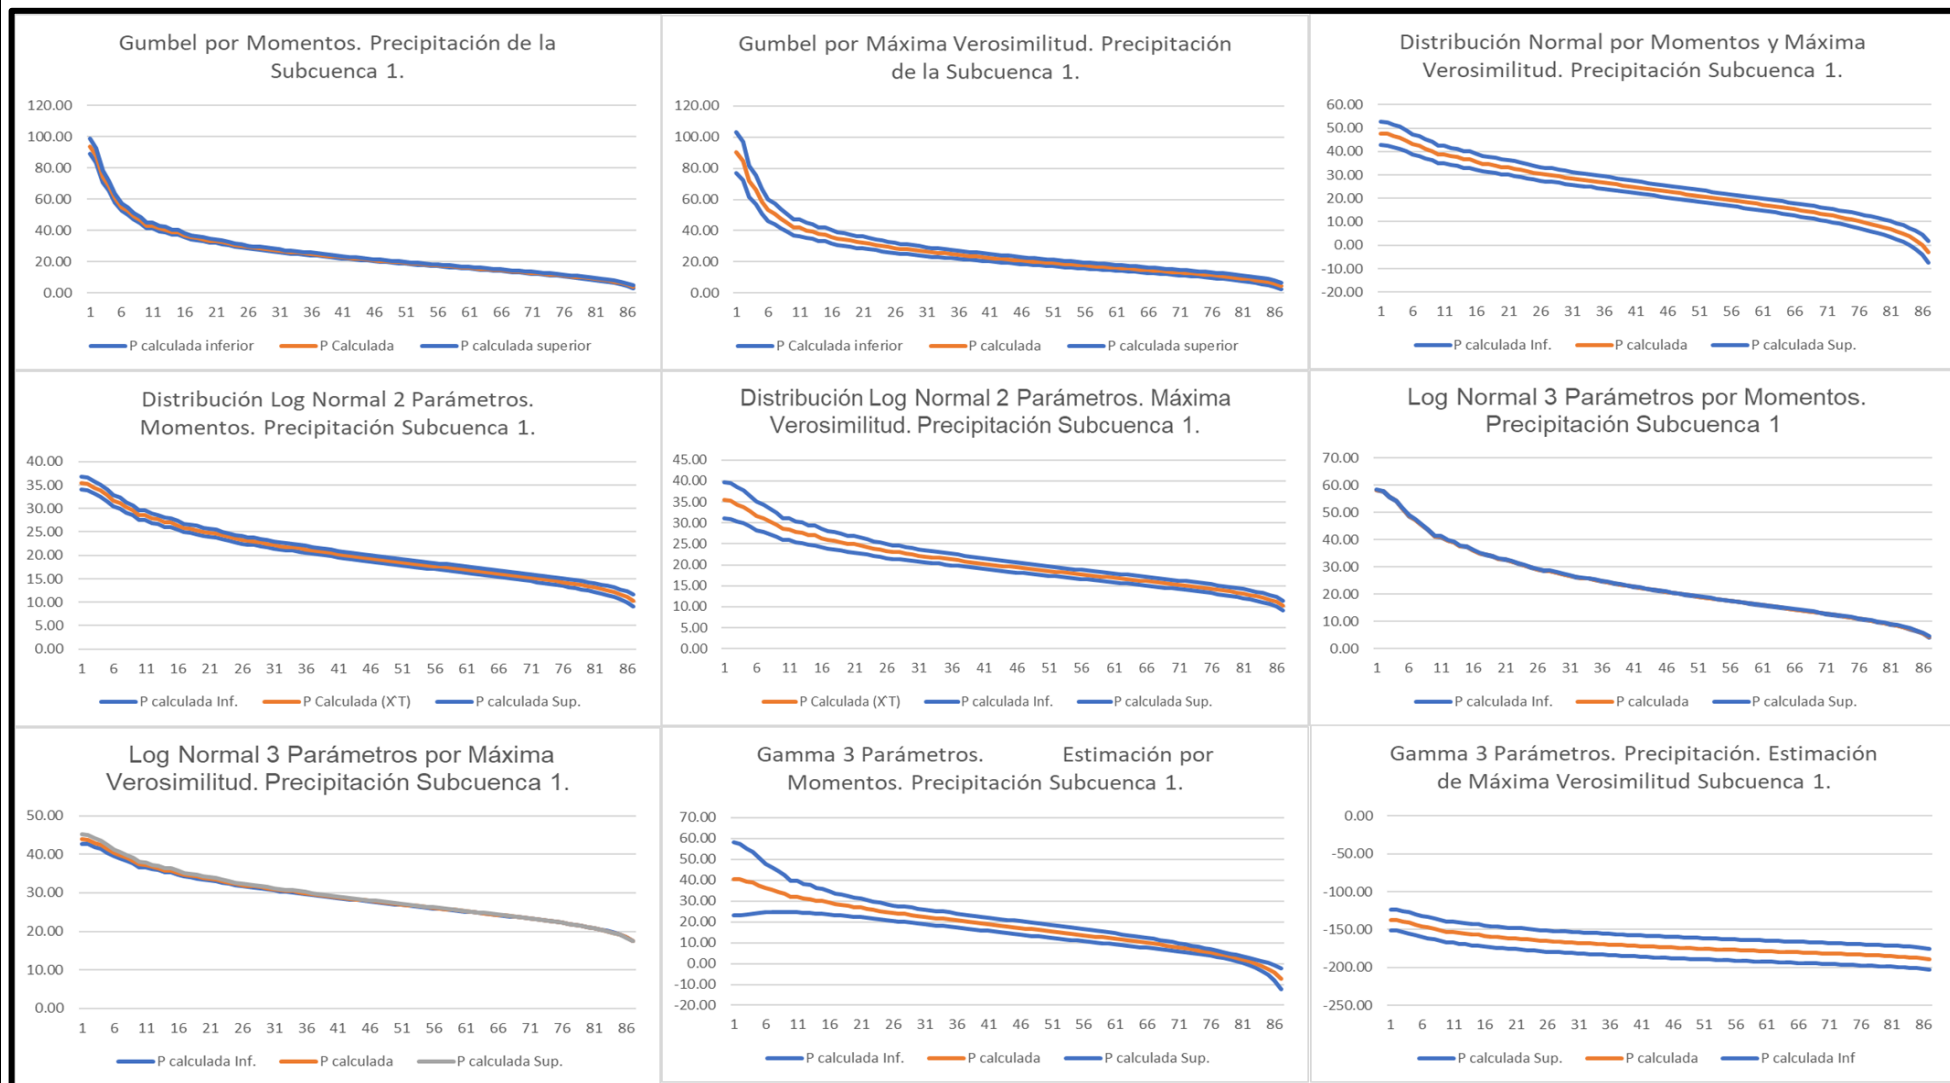 Gumbel por Momentos. Precipitación de la
Subcuenca 1.
120.00
100.00
80.00
60.00
40.00
20.00
0.00
1 6 11 16 21 26 31 36 41 46 51 56 61 66 71 76 81 86
P calculada inferior P Calculada P calculada superior
Gumbel por Máxima Verosimilitud. Precipitación
de la Subcuenca 1.
120.00
100.00
80.00
60.00
40.00
20.00
0.00
1 6 11 16 21 26 31 36 41 46 51 56 61 66 71 76 81 86
P Calculada inferior P calculada P calculada superior
Distribución Normal por Momentos y Máxima
Verosimilitud. Precipitación Subcuenca 1.
60.00
50.00
40.00
30.00
20.00
10.00
0.00
-10.00
-20.00
1 6 11 16 21 26 31 36 41 46 51 56 61 66 71 76 81 86
P calculada Inf. P calculada P calculada Sup.
Distribución Log Normal 2 Parámetros.
Momentos. Precipitación Subcuenca 1.
40.00
35.00
30.00
25.00
20.00
15.00
10.00
5.00
0.00
1 6 11 16 21 26 31 36 41 46 51 56 61 66 71 76 81 86
P calculada Inf. P Calculada (X'T) P calculada Sup.
Distribución Log Normal 2 Parámetros. Máxima
Verosimilitud. Precipitación Subcuenca 1.
45.00
40.00
35.00
30.00
25.00
20.00
15.00
10.00
5.00
0.00
1 6 11 16 21 26 31 36 41 46 51 56 61 66 71 76 81 86
P Calculada (X'T) P calculada Inf. P calculada Sup.
Log Normal 3 Parámetros por Momentos.
Precipitación Subcuenca 1
70.00
60.00
50.00
40.00
30.00
20.00
10.00
0.00
1 6 11 16 21 26 31 36 41 46 51 56 61 66 71 76 81 86
P calculada Inf. P calculada P calculada Sup.
Log Normal 3 Parámetros por Máxima
Verosimilitud. Precipitación Subcuenca 1.
50.00
40.00
30.00
20.00
10.00
0.00
1 6 11 16 21 26 31 36 41 46 51 56 61 66 71 76 81 86
P calculada Inf. P calculada P calculada Sup.
Gamma 3 Parámetros. Estimación por
Momentos. Precipitación Subcuenca 1.
70.00
60.00
50.00
40.00
30.00
20.00
10.00
0.00
-10.00
-20.00
1 6 11 16 21 26 31 36 41 46 51 56 61 66 71 76 81 86
P calculada Inf. P calculada P calculada Sup.
Gamma 3 Parámetros. Precipitación. Estimación
de Máxima Verosimilitud Subcuenca 1.
0.00
-50.00
-100.00
-150.00
-200.00
-250.00
1 6 11 16 21 26 31 36 41 46 51 56 61 66 71 76 81 86
P calculada Sup. P calculada P calculada Inf